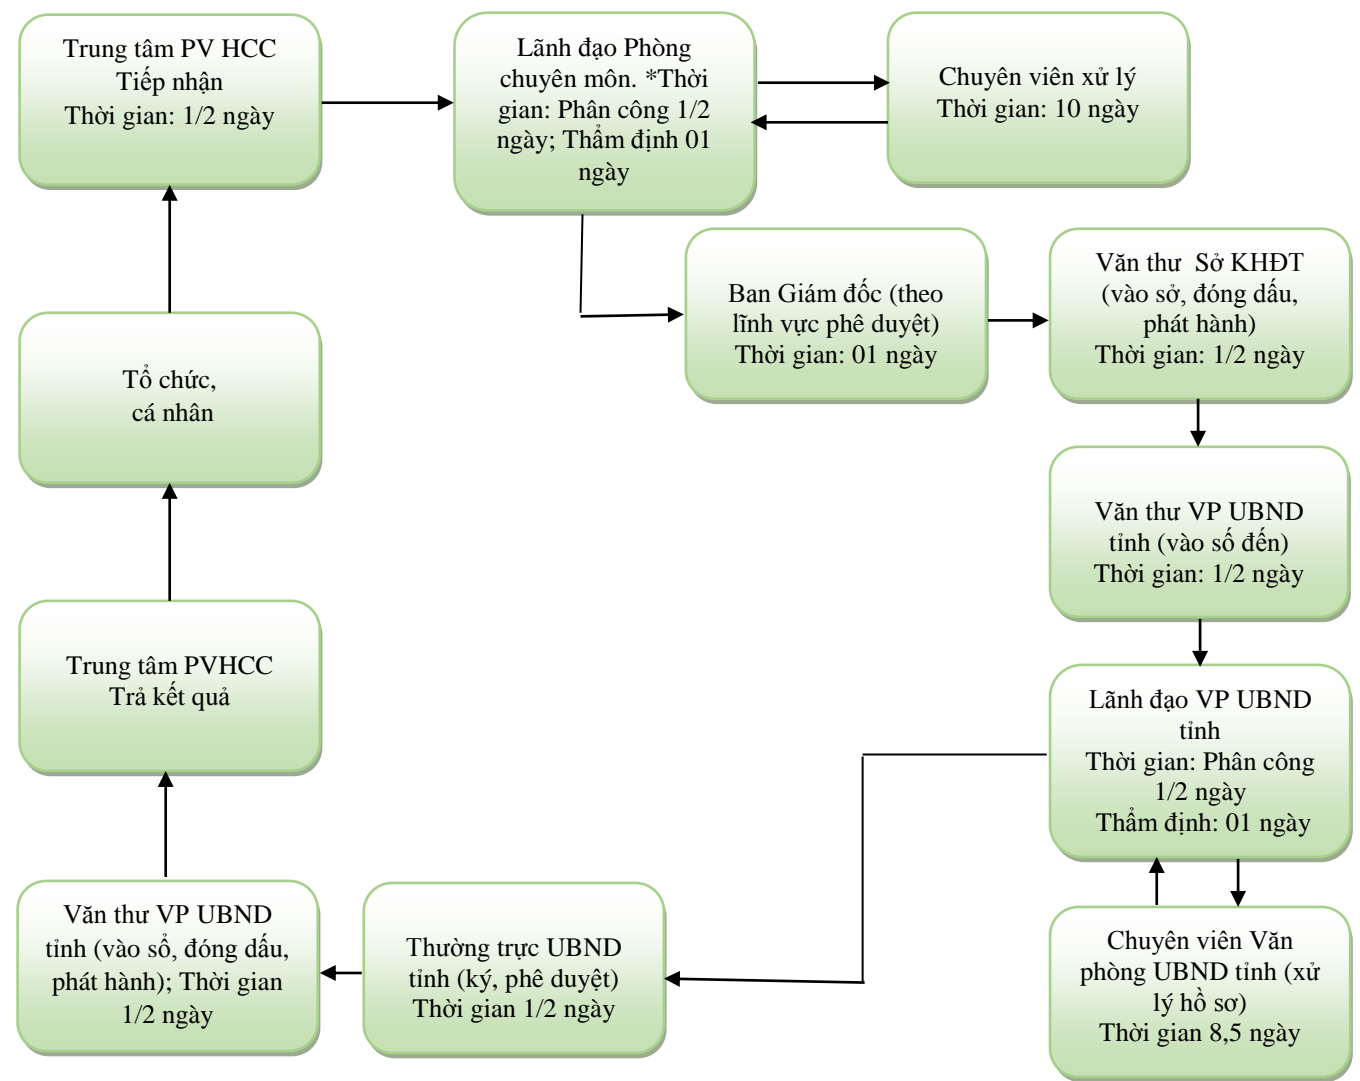 Trung tâm PV HCC
Tiếp nhận
Thời gian: 1/2 ngày
Lãnh đạo Phòng
chuyên môn. *Thời
gian: Phân công 1/2
ngày; Thẩm định 01
ngày
Chuyên viên xử lý
Thời gian: 10 ngày
Ban Giám đốc (theo
lĩnh vực phê duyệt)
Thời gian: 01 ngày
Văn thư Sở KHĐT
(vào sở, đóng dấu,
phát hành)
Thời gian: 1/2 ngày
Tổ chức,
cá nhân
Văn thư VP UBND
tỉnh (vào số đến)
Thời gian: 1/2 ngày
Trung tâm PVHCC
Trả kết quả
Lãnh đạo VP UBND
tỉnh
Thời gian: Phân công
1/2 ngày
Thẩm định: 01 ngày
Văn thư VP UBND
tỉnh (vào sổ, đóng dấu,
phát hành); Thời gian
1/2 ngày
Thường trực UBND
tỉnh (ký, phê duyệt)
Thời gian 1/2 ngày
Chuyên viên Văn
phòng UBND tỉnh (xử
lý hồ sơ)
Thời gian 8,5 ngày